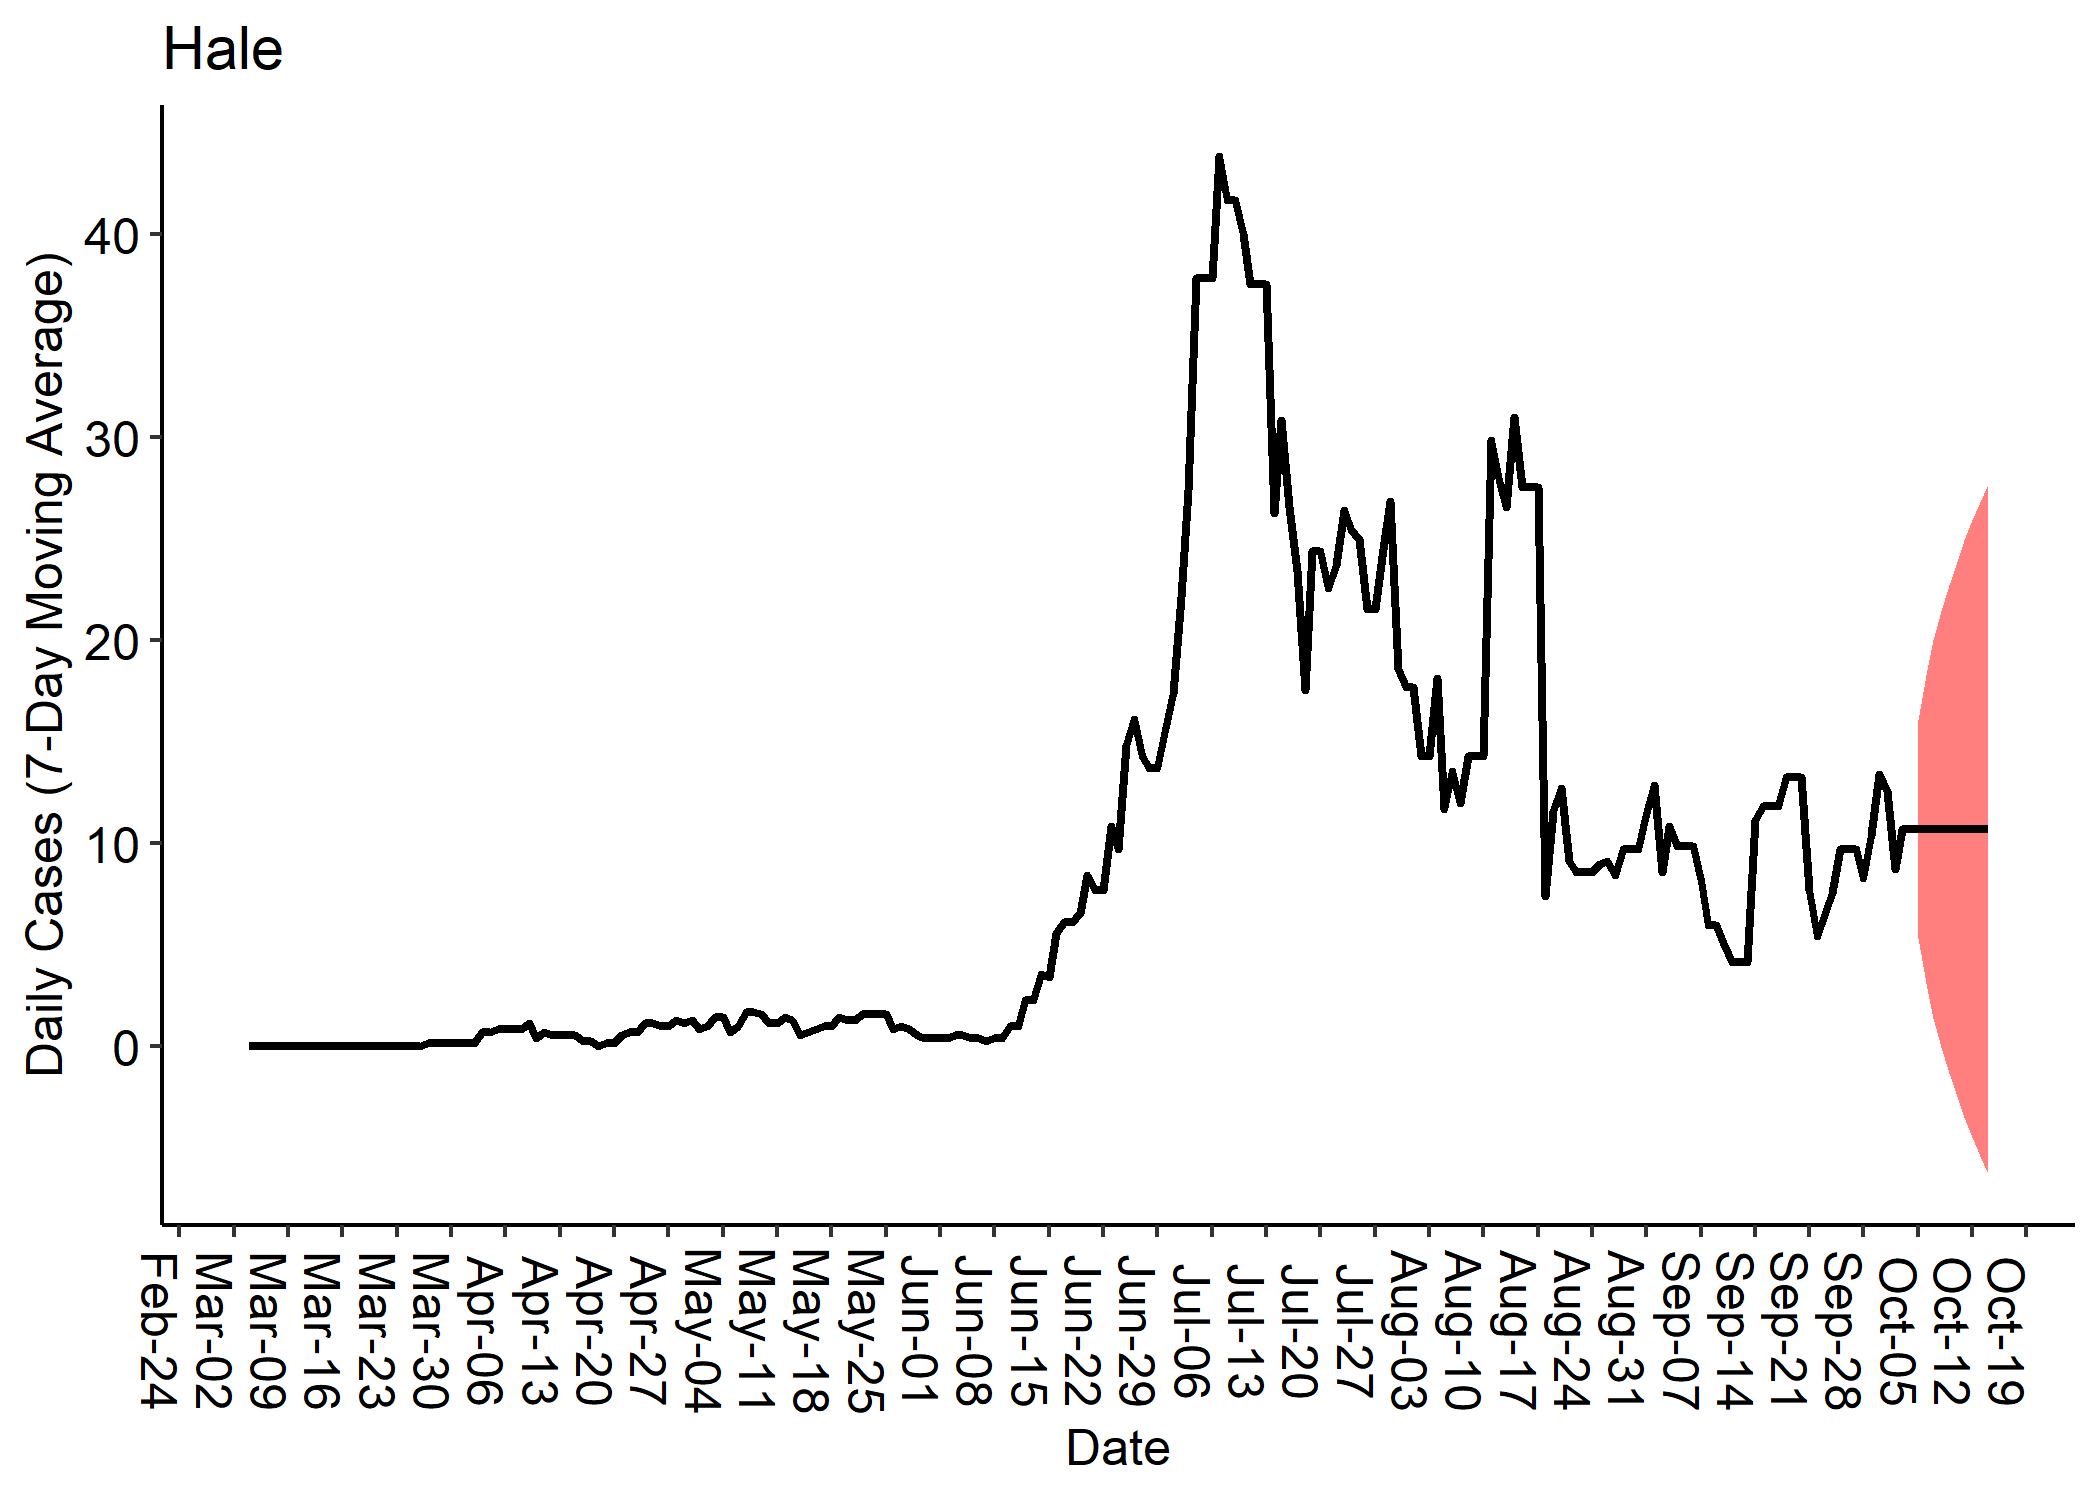 Hale
Daily Cases (7-Day Moving Average)
40
30
20
10
0
Feb-24
Mar-02
Mar-09
Mar-16
Mar-23
Mar-30
Apr-06
Apr-13
Apr-20
Apr-27
May-04
May-11
May-18
May-25
Jun-01
Jun-08
Jun-15
Jun-22
Jun-29
Jul-06
Jul-13
Jul-20
Jul-27
Aug-03
Aug-10
Aug-17
Aug-24
Aug-31
Sep-07
Sep-14
Sep-21
Sep-28
Oct-05
Oct-12
Oct-19
Date